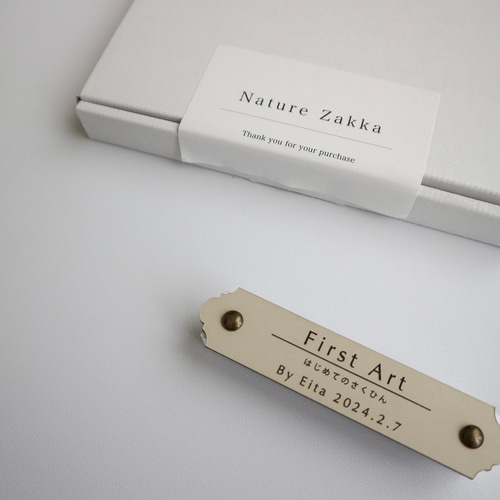 Nature Zakka
Thank you for your purchase
First Art
はじめてのさくひん
By Eita 2024.2.7